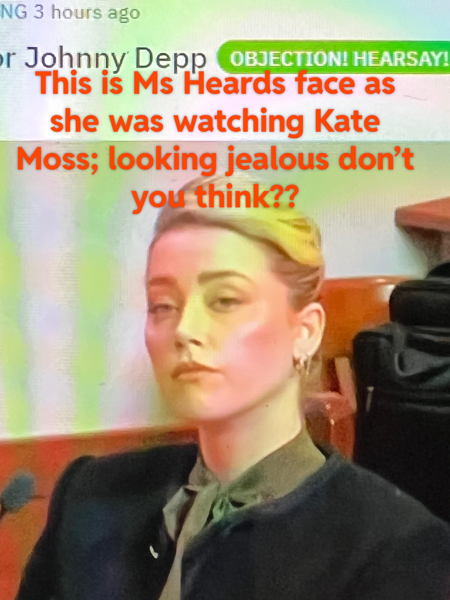 NG 3 hours ago
or Johnny Depp OBJECTION! HEARSAY!
This is Ms Heards face as
she was watching Kate
Moss; looking jealous don't
you think??